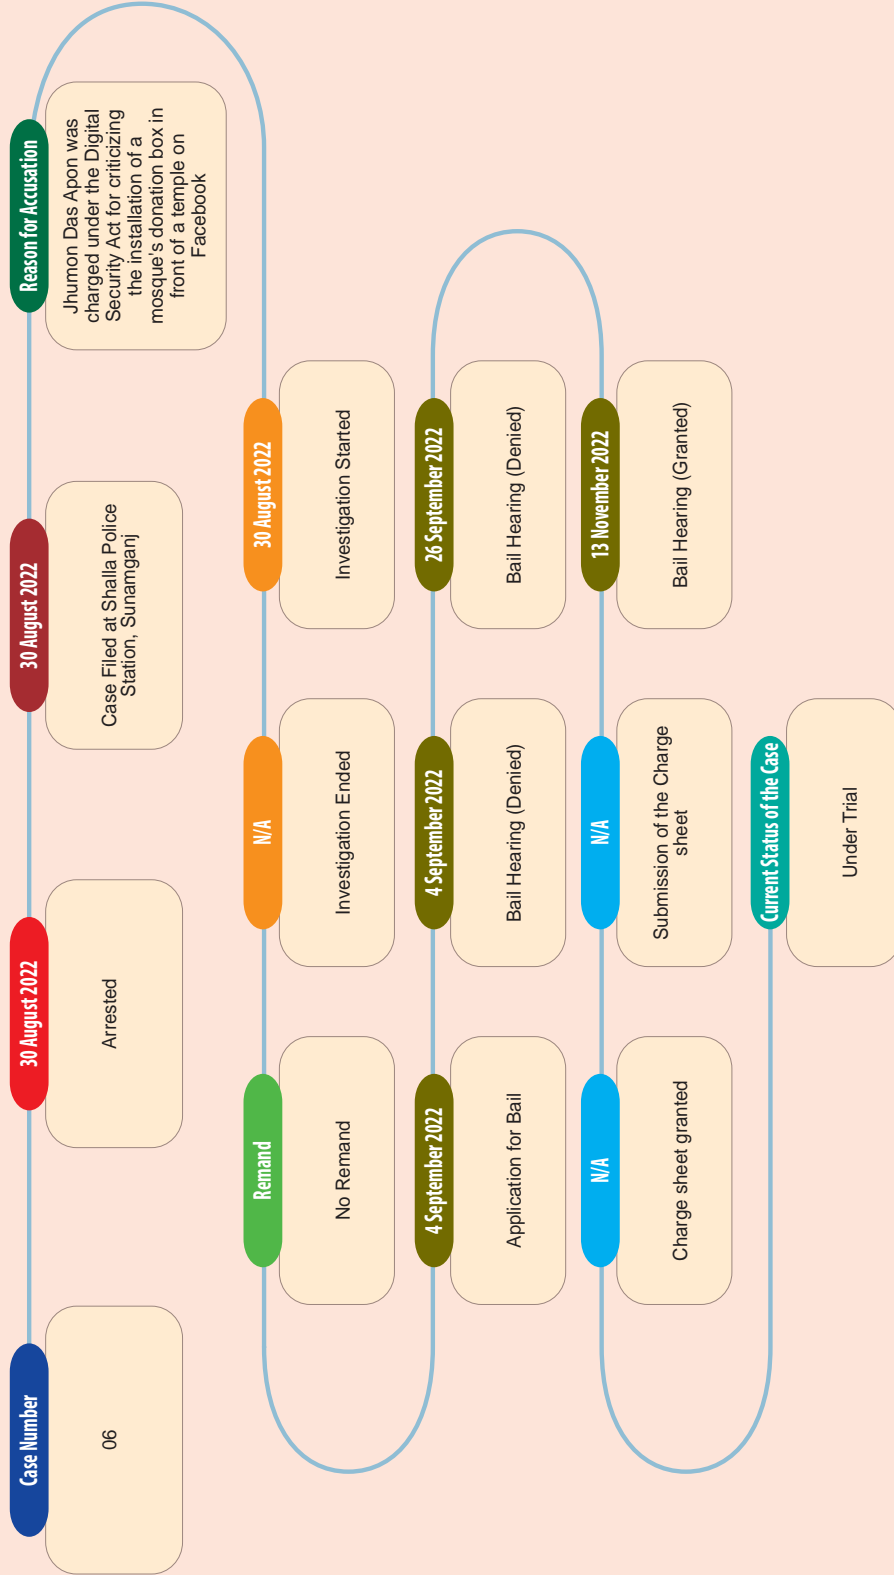 Case Number
06
30 August 2022
Arrested
30 August 2022
Case Filed at Shalla Police
Station, Sunamganj
Reason for Accusation
Jhumon Das Apon was
charged under the Digital
Security Act for criticizing
the installation of a
mosque's donation box in
front of a temple on
Facebook
30 August 2022
Investigation Started
N/A
Investigation Ended
Remand
No Remand
4 September 2022
Application for Bail
4 September 2022
Bail Hearing (Denied)
26 September 2022
Bail Hearing (Denied)
13 November 2022
Bail Hearing (Granted)
N/A
Submission of the Charge
sheet
N/A
Charge sheet granted
Current Status of the Case
Under Trial